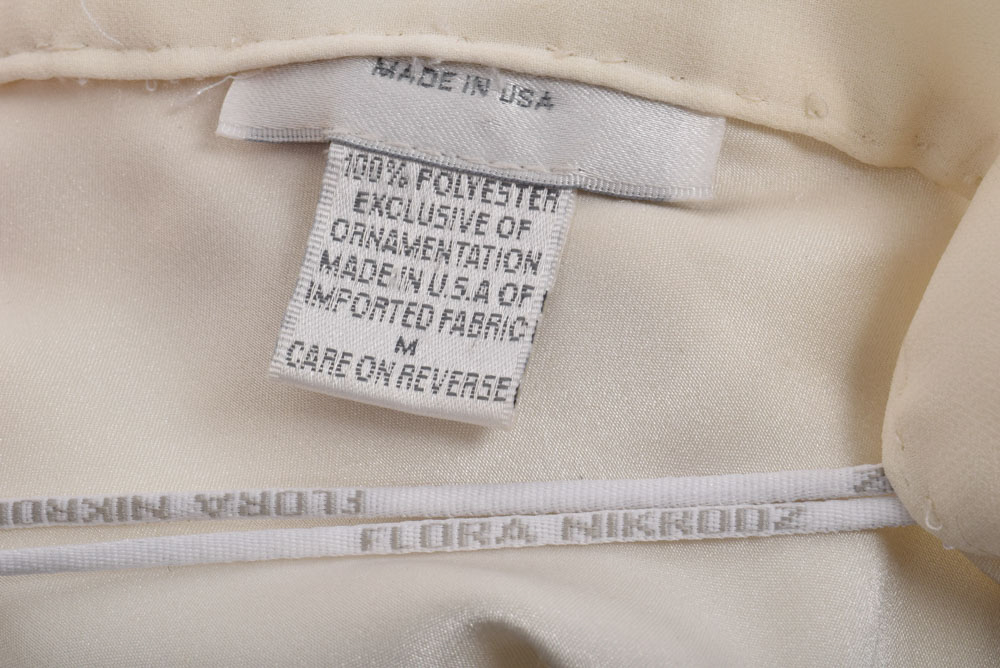 MADE IN USA
100% POLYESTER
EXCLUSIVE OF
ORNAMENTATION
MADE IN U.S.A OF
IMPORTED FABRIC
M
CARE ON REVERSE
FLORA NIKROO
FLORA NIKROOZ